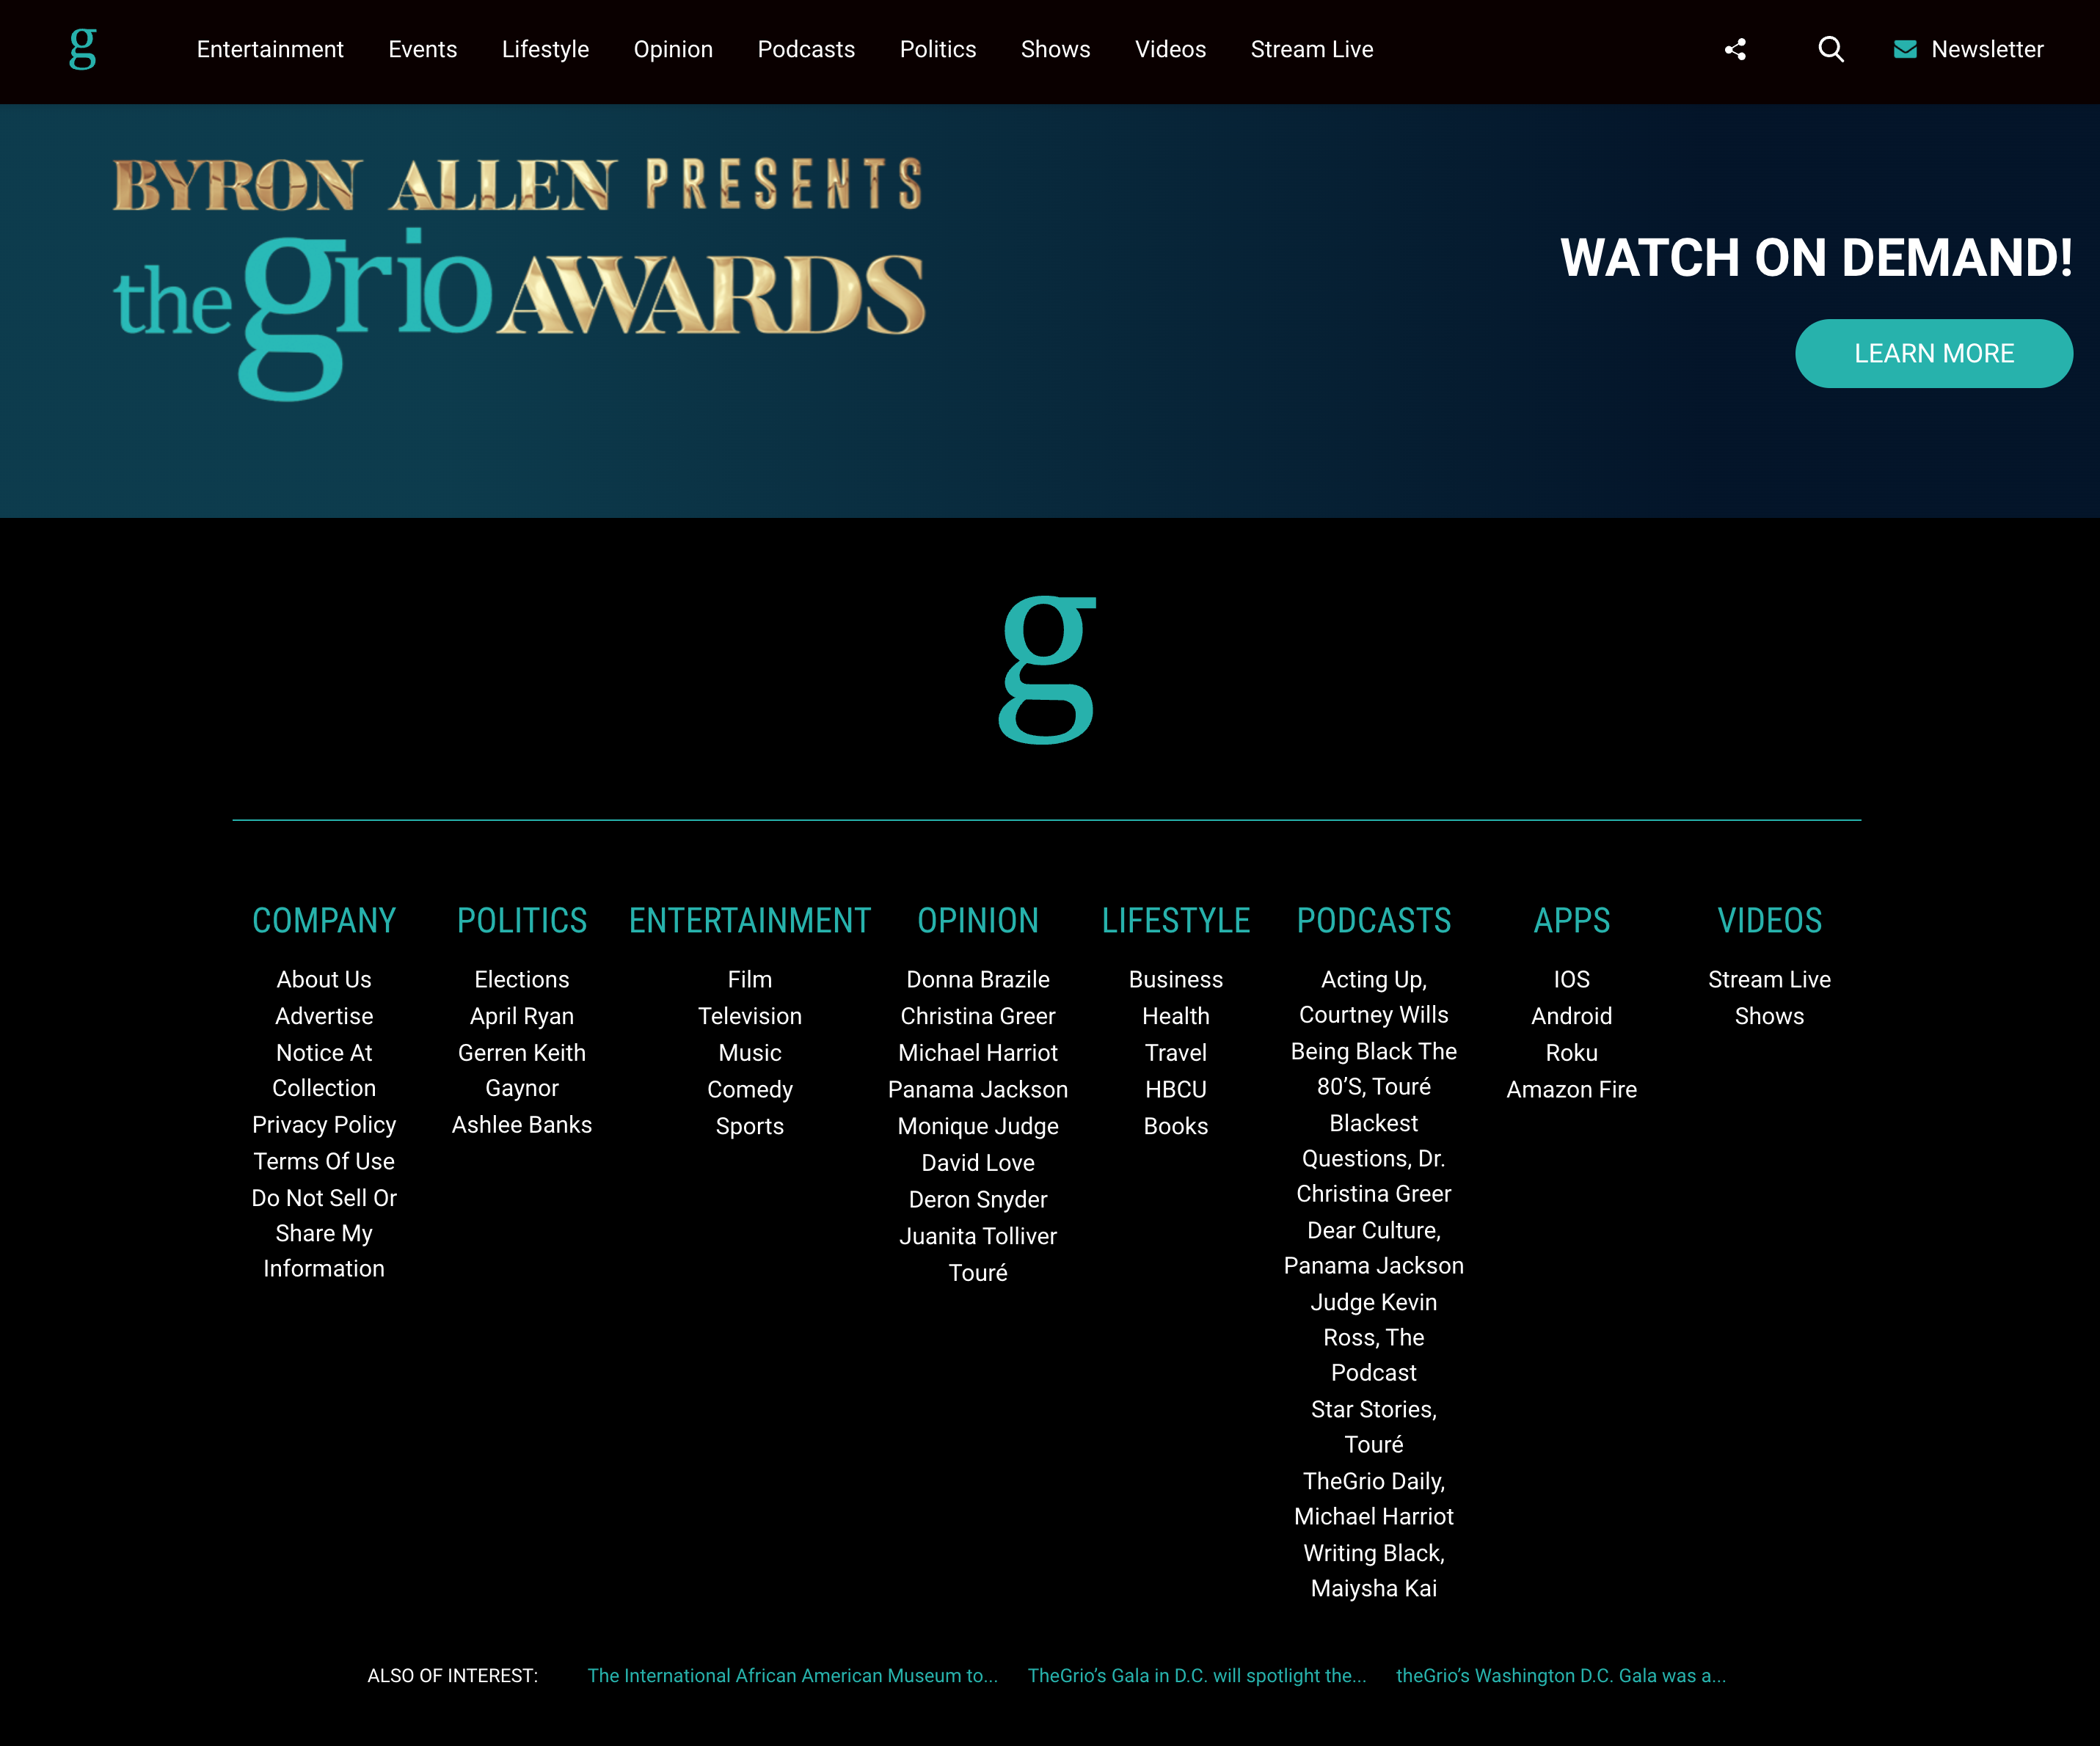 g
Entertainment Events Lifestyle Opinion Podcasts Politics Shows Videos Stream Live Newsletter
BYRON ALLEN PRESENTS
the grio AWARDS
WATCH ON DEMAND!
LEARN MORE
g
COMPANY
About Us
Advertise
Notice At
Collection
Privacy Policy
Terms Of Use
Do Not Sell Or
Share My
Information
POLITICS
Elections
April Ryan
Gerren Keith
Gaynor
Ashlee Banks
ENTERTAINMENT
Film
Television
Music
Comedy
Sports
OPINION
Donna Brazile
Christina Greer
Michael Harriot
Panama Jackson
Monique Judge
David Love
Deron Snyder
Juanita Tolliver
Touré
LIFESTYLE
Business
Health
Travel
HBCU
Books
PODCASTS
Acting Up,
Courtney Wills
Being Black The
80’S, Touré
Blackest
Questions, Dr.
Christina Greer
Dear Culture,
Panama Jackson
Judge Kevin
Ross, The
Podcast
Star Stories,
Touré
TheGrio Daily,
Michael Harriot
Writing Black,
Maiysha Kai
APPS
IOS
Android
Roku
Amazon Fire
VIDEOS
Stream Live
Shows
ALSO OF INTEREST: The International African American Museum to... TheGrio’s Gala in D.C. will spotlight the... theGrio’s Washington D.C. Gala was a...